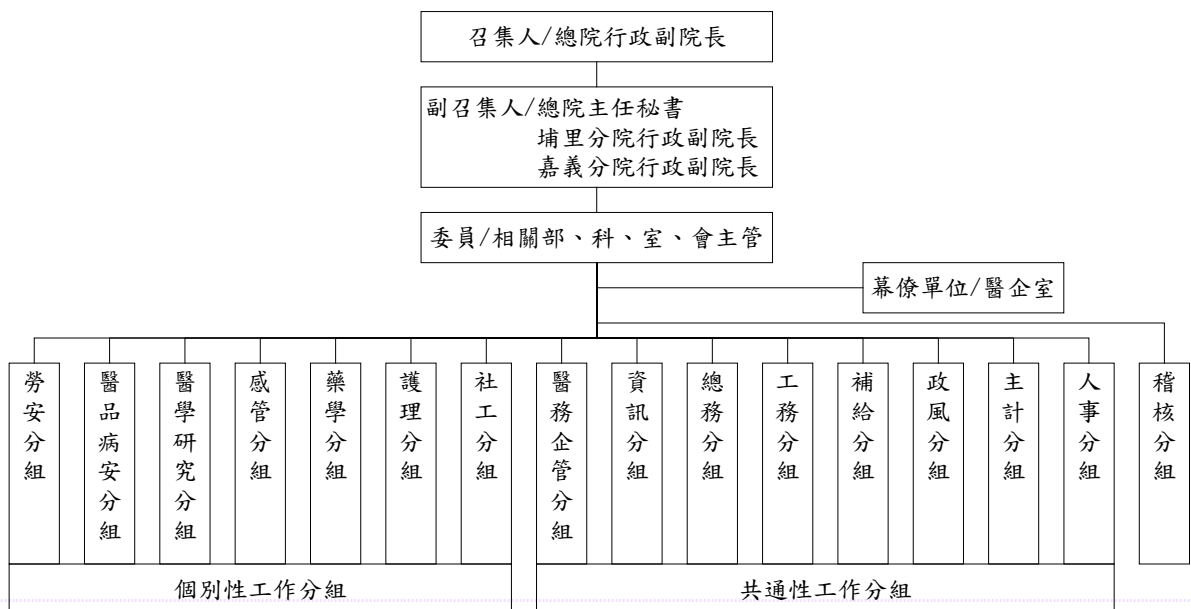 召集人/總院行政副院長
副召集人/總院主任秘書
埔里分院行政副院長
嘉義分院行政副院長
委員/相關部、科、室、會主管
幕僚單位/醫企室
勞安分組
醫品病安分組
醫學研究分組
感管分組
藥學分組
護理分組
社工分組
醫務企管分組
資訊分組
總務分組
工務分組
補給分組
政風分組
主計分組
人事分組
稽核分組
個別性工作分組
共通性工作分組